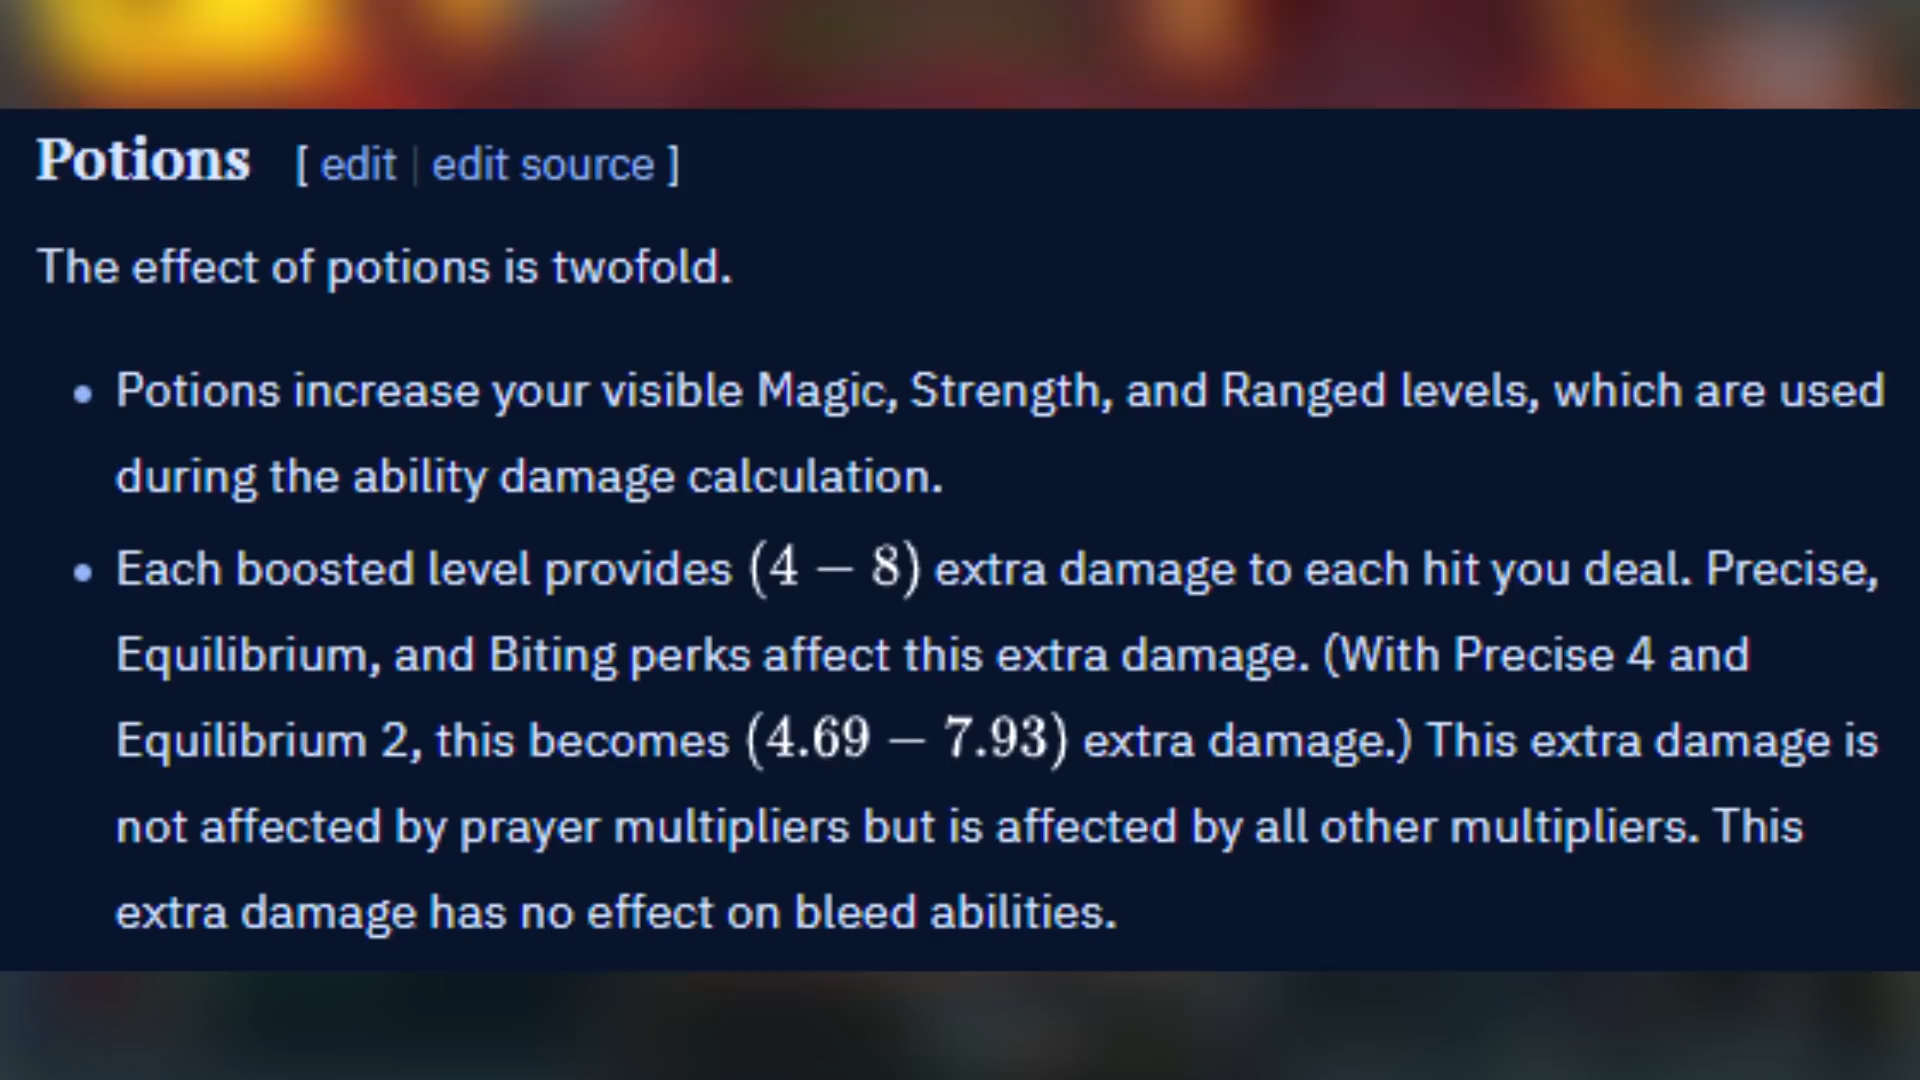 Potions [ edit | edit source ]
The effect of potions is twofold.
• Potions increase your visible Magic, Strength, and Ranged levels, which are used
during the ability damage calculation.
• Each boosted level provides (4 − 8) extra damage to each hit you deal. Precise,
Equilibrium, and Biting perks affect this extra damage. (With Precise 4 and
Equilibrium 2, this becomes (4.69 − 7.93) extra damage.) This extra damage is
not affected by prayer multipliers but is affected by all other multipliers. This
extra damage has no effect on bleed abilities.